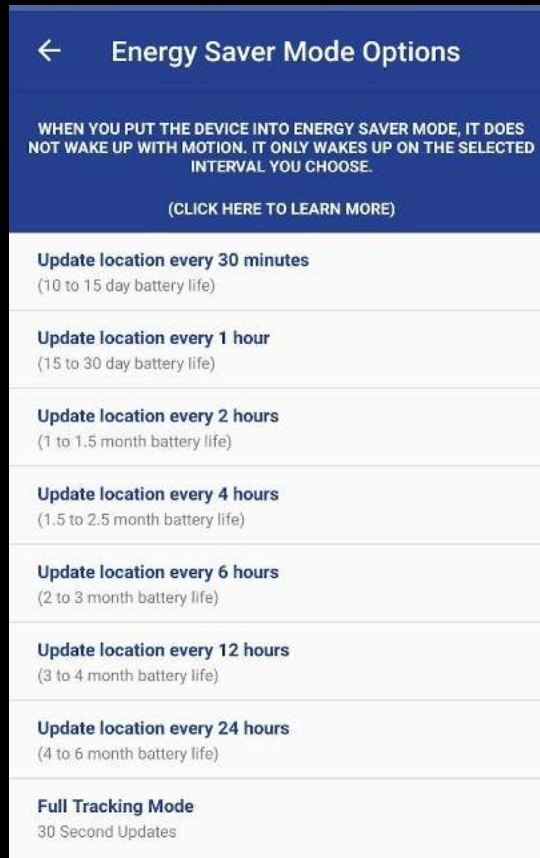 Energy Saver Mode Options
WHEN YOU PUT THE DEVICE INTO ENERGY SAVER MODE, IT DOES
NOT WAKE UP WITH MOTION. IT ONLY WAKES UP ON THE SELECTED
INTERVAL YOU CHOOSE.
(CLICK HERE TO LEARN MORE)
Update location every 30 minutes
(10 to 15 day battery life)
Update location every 1 hour
(15 to 30 day battery life)
Update location every 2 hours
(1 to 1.5 month battery life)
Update location every 4 hours
(1.5 to 2.5 month battery life)
Update location every 6 hours
(2 to 3 month battery life)
Update location every 12 hours
(3 to 4 month battery life)
Update location every 24 hours
(4 to 6 month battery life)
Full Tracking Mode
30 Second Updates